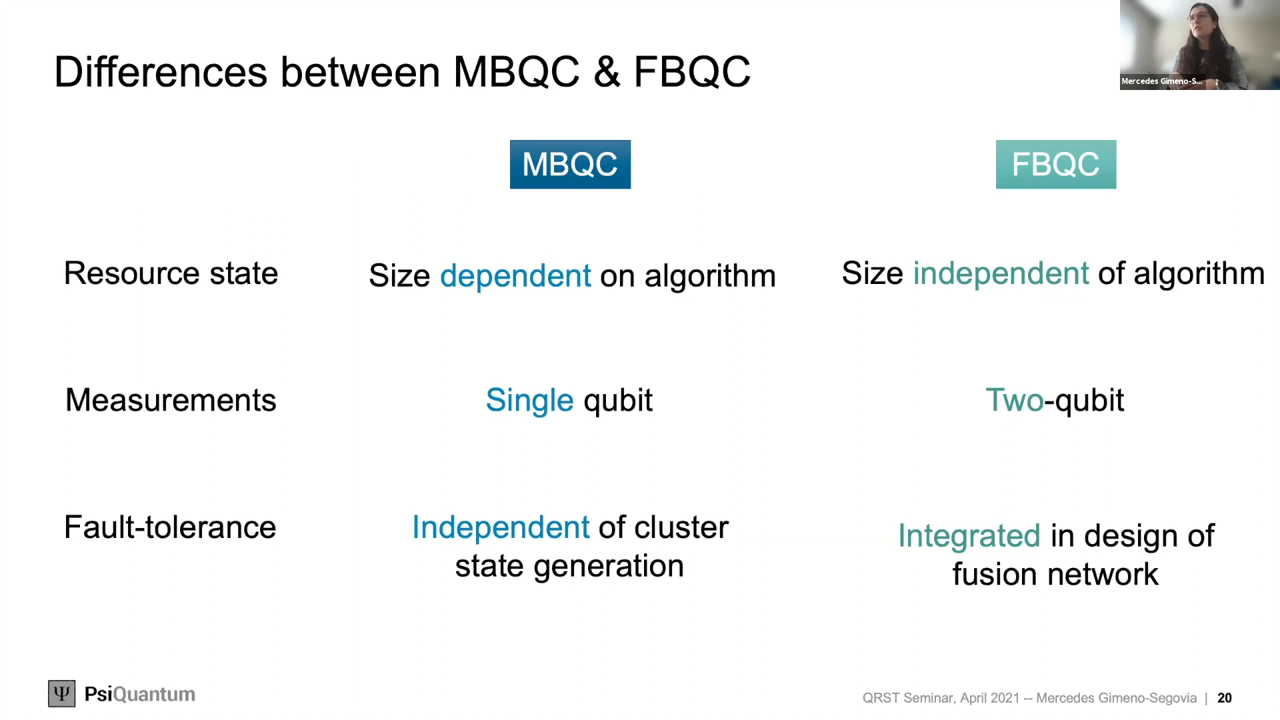 Differences between MBQC & FBQC
Mercedes Gimeno-S...
MBQC
FBQC
Resource state
Size dependent on algorithm
Size independent of algorithm
Measurements
Single qubit
Two-qubit
Fault-tolerance
Independent of cluster
state generation
Integrated in design of
fusion network
Ψ PsiQuantum
QRST Seminar, April 2021 -- Mercedes Gimeno-Segovia | 20